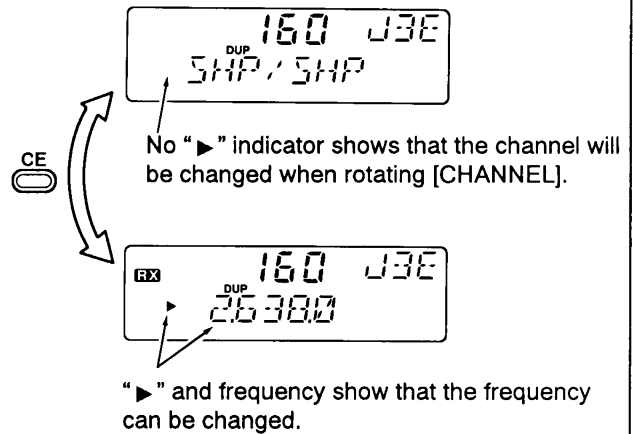 160 J3E
DUP
SHP/SHP
No “ ▶ ” indicator shows that the channel will
be changed when rotating [CHANNEL].
CE
RX 160 J3E
DUP
2638.0
“ ▶ ” and frequency show that the frequency
can be changed.